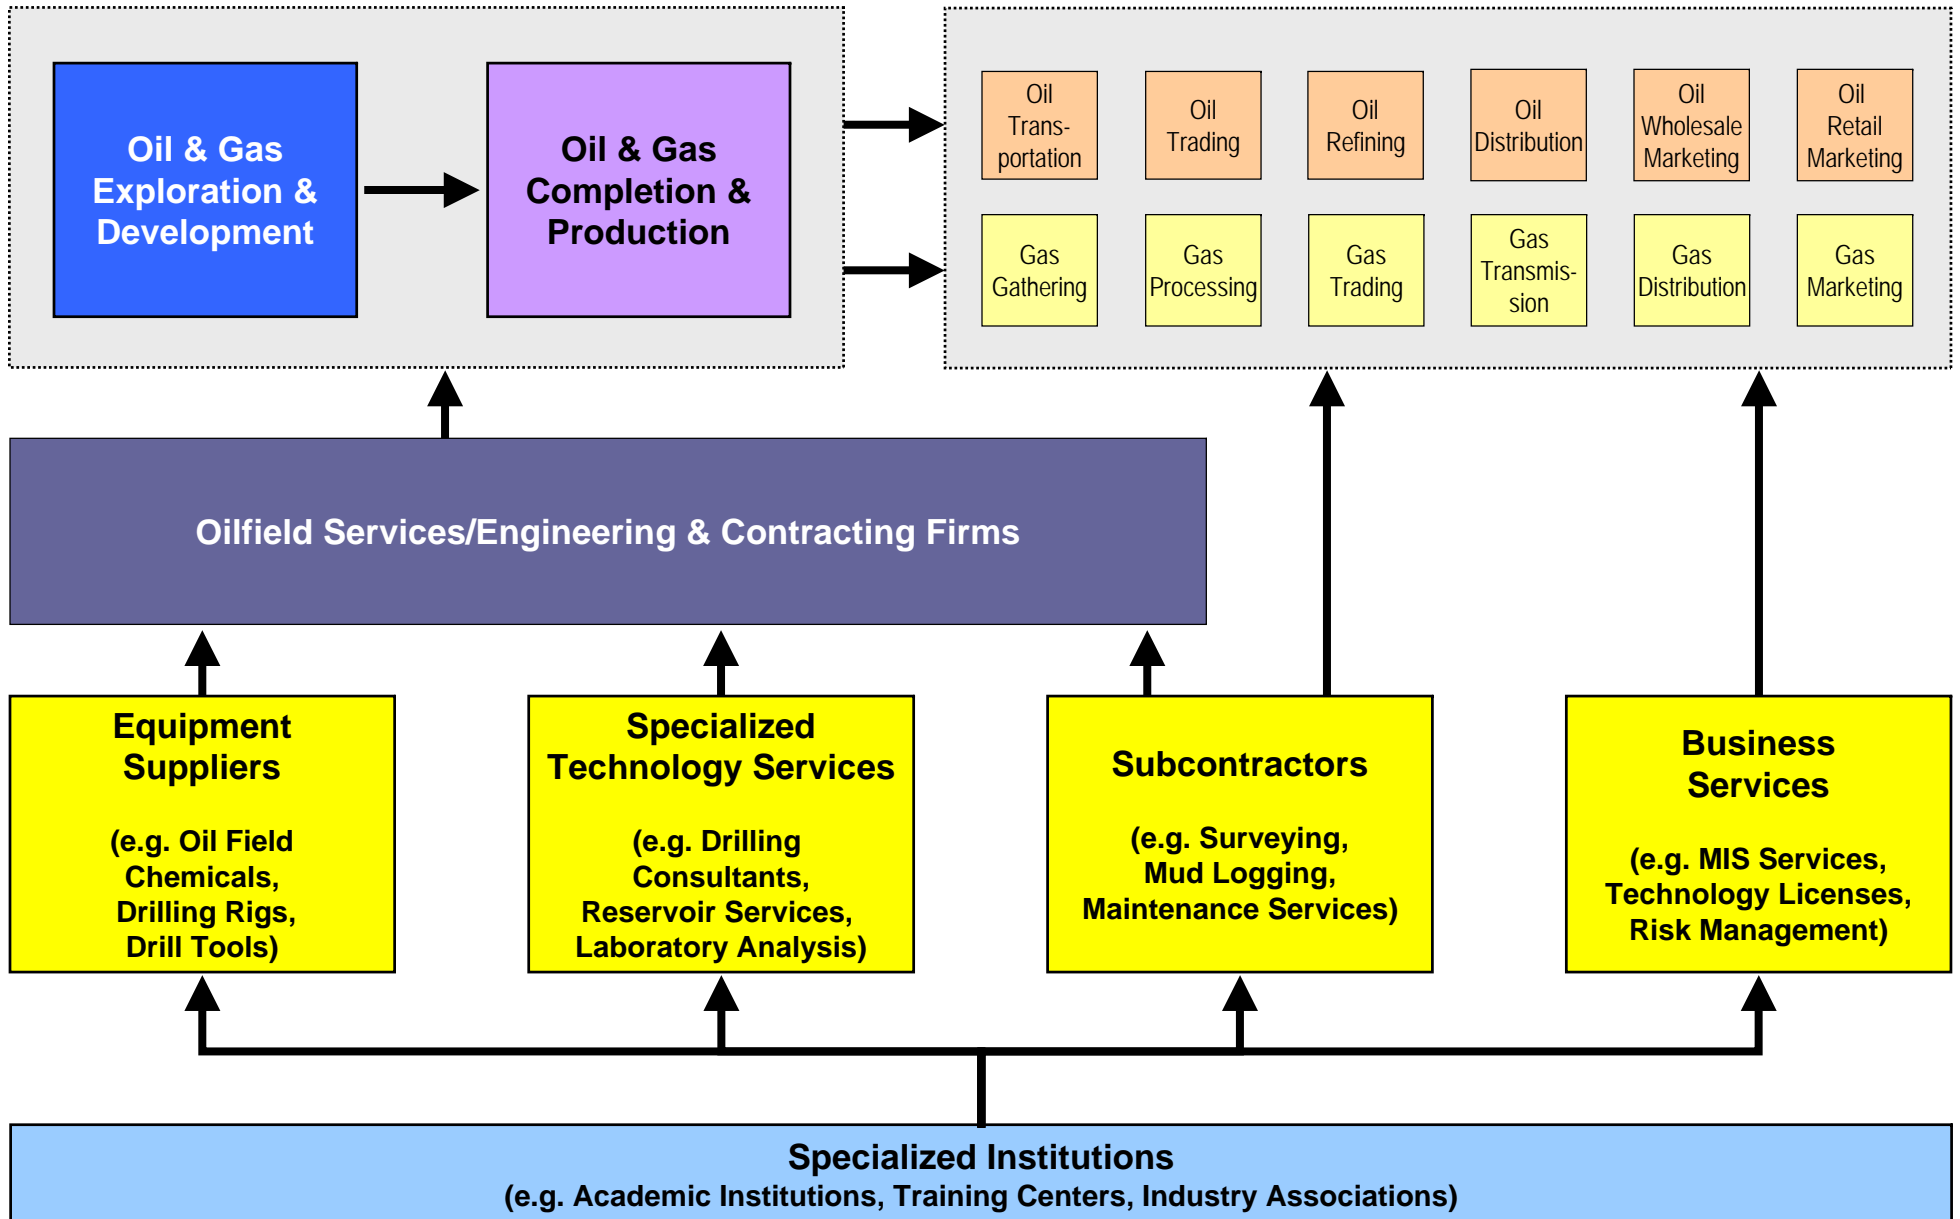 Oil & Gas
Exploration &
Development
Oil & Gas
Completion &
Production
Oil
Trans-
portation
Oil
Trading
Oil
Refining
Oil
Distribution
Oil
Wholesale
Marketing
Oil
Retail
Marketing
Gas
Gathering
Gas
Processing
Gas
Trading
Gas
Transmis-
sion
Gas
Distribution
Gas
Marketing
Oilfield Services/Engineering & Contracting Firms
Equipment
Suppliers
(e.g. Oil Field
Chemicals,
Drilling Rigs,
Drill Tools)
Specialized
Technology Services
(e.g. Drilling
Consultants,
Reservoir Services,
Laboratory Analysis)
Subcontractors
(e.g. Surveying,
Mud Logging,
Maintenance Services)
Business
Services
(e.g. MIS Services,
Technology Licenses,
Risk Management)
Specialized Institutions
(e.g. Academic Institutions, Training Centers, Industry Associations)